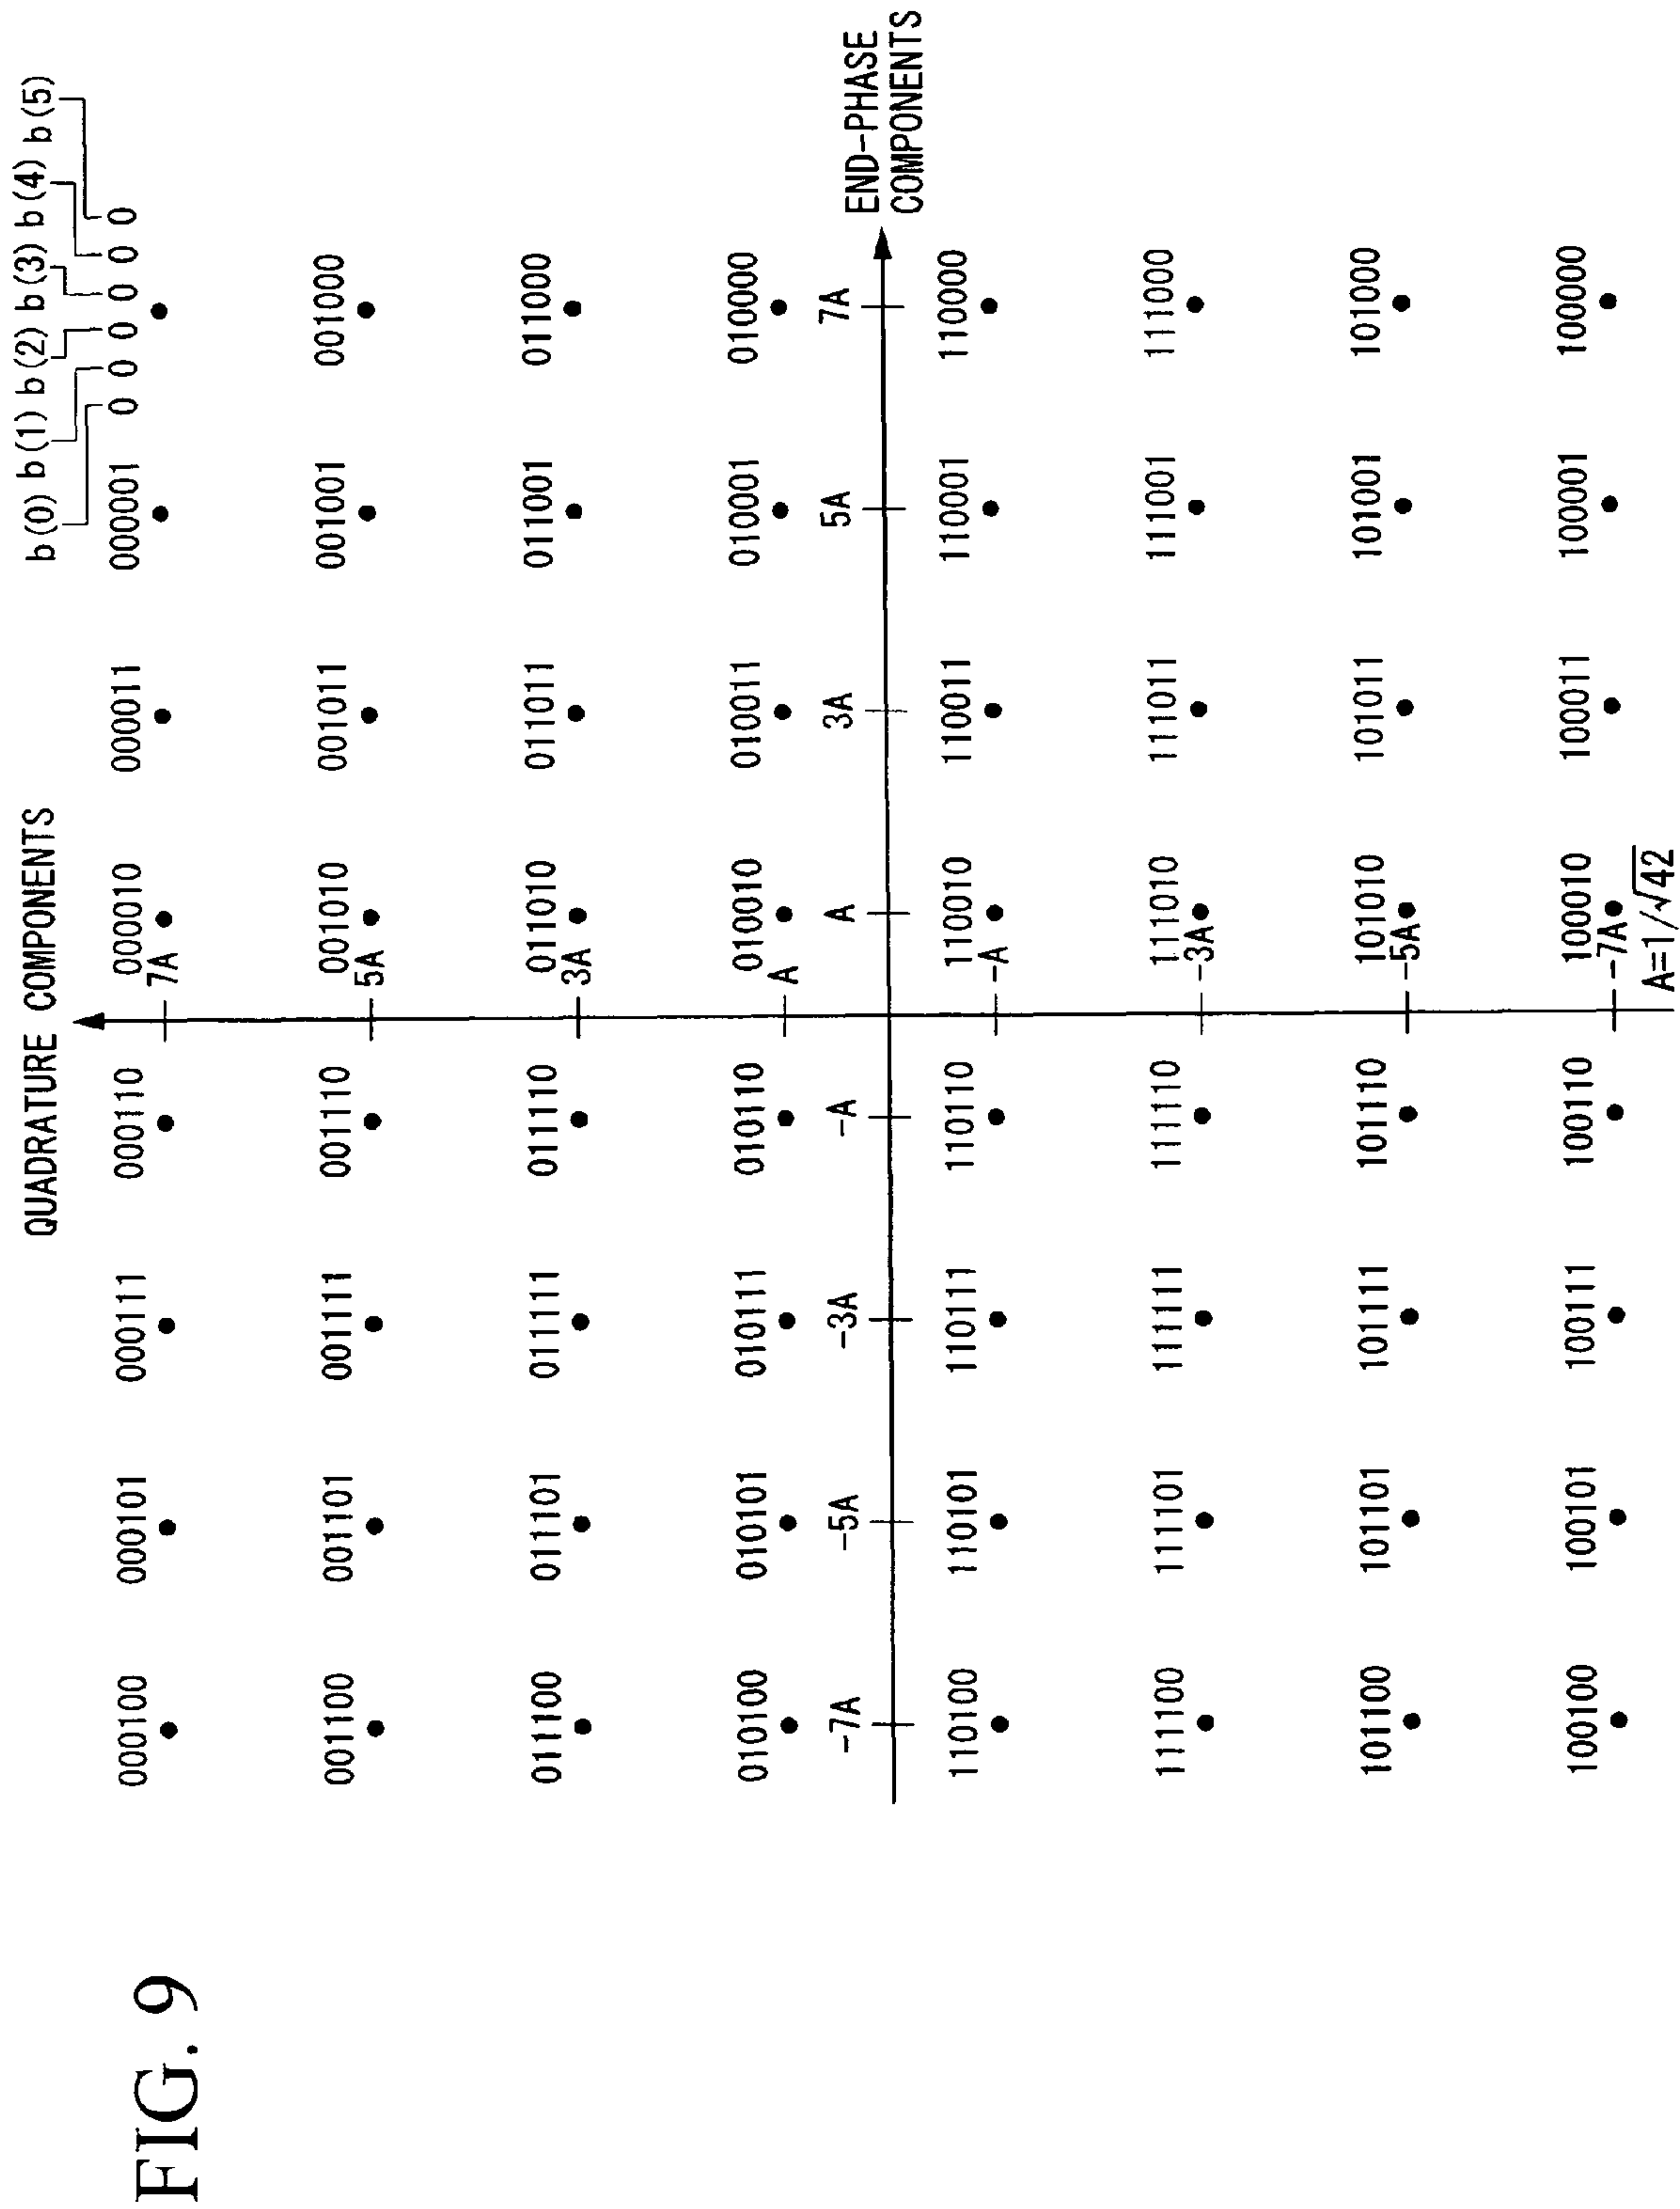 FIG. 9
QUADRATURE COMPONENTS
b(0) b(1) b(2) b(3) b(4) b(5)
000100 000101 000111 000110 000010 000011 000001 0 0 0 0 0 0
7A
001100 001101 001111 001110 001010 001011 001001 001000
5A
011100 011101 011111 011110 011010 011011 011001 011000
3A
010100 010101 010111 010110 010010 010011 010001 010000
A
-7A -5A -3A -A A 3A 5A 7A
END-PHASE
COMPONENTS
110100 110101 110111 110110 110010 110011 110001 110000
-A
111100 111101 111111 111110 111010 111011 111001 111000
-3A
101100 101101 101111 101110 101010 101011 101001 101000
-5A
100100 100101 100111 100110 100010 100011 100001 100000
-7A
A=1/√42